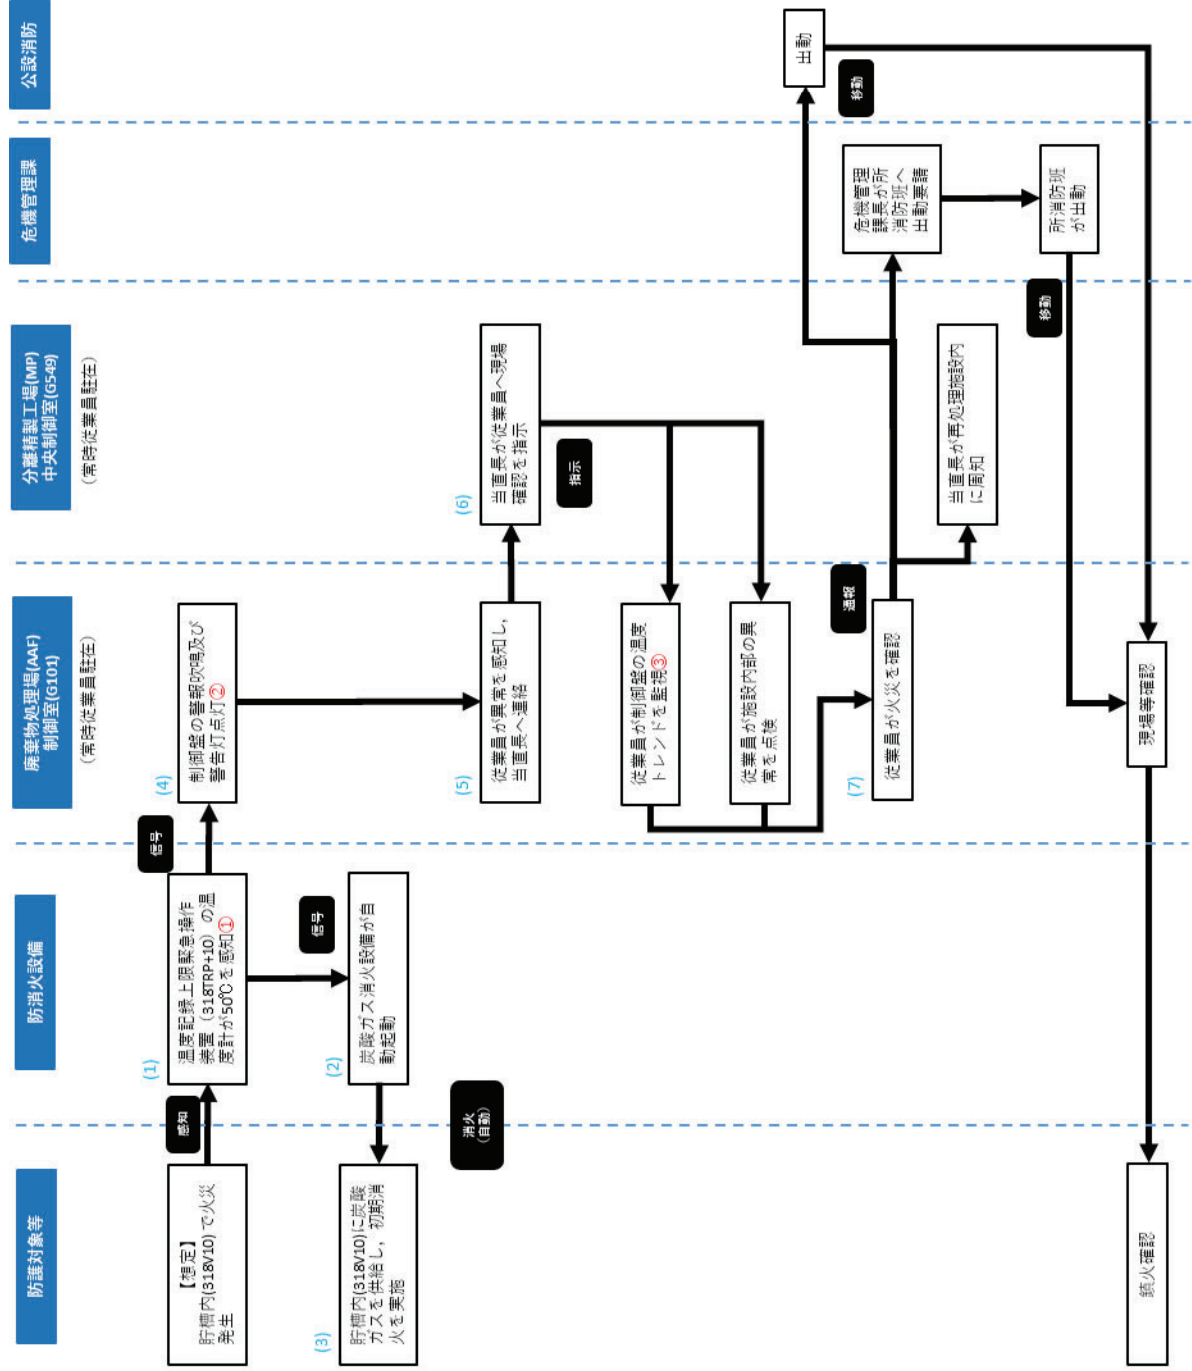 防護対象等
防消火設備
廃棄物処理場(AAF)
制御室(G101)
(常時従業員駐在)
分離精製工場(MP)
中央制御室(G549)
(常時従業員駐在)
危機管理課
公設消防
【想定】
貯槽内(318V10)で火災
発生
感知
(1)
温度記録上限緊急操作
装置（318TRP+10）の温
度計が50℃を感知①
信号
(4)
制御盤の警報吹鳴及び
警告灯点灯②
信号
(2)
炭酸ガス消火設備が自
動起動
消火
(自動)
(3)
貯槽内(318V10)に炭酸
ガスを供給し，初期消
火を実施
(5)
従業員が異常を感知し，
当直長へ連絡
(6)
当直長が従業員へ現場
確認を指示
指示
従業員が制御盤の温度
トレンドを監視③
従業員が施設内部の異
常を点検
(7)
従業員が火災を確認
通報
当直長が再処理施設内
に周知
危機管理
課長が所
消防班へ
出動要請
所消防班
が出動
移動
出動
移動
現場等確認
鎮火確認